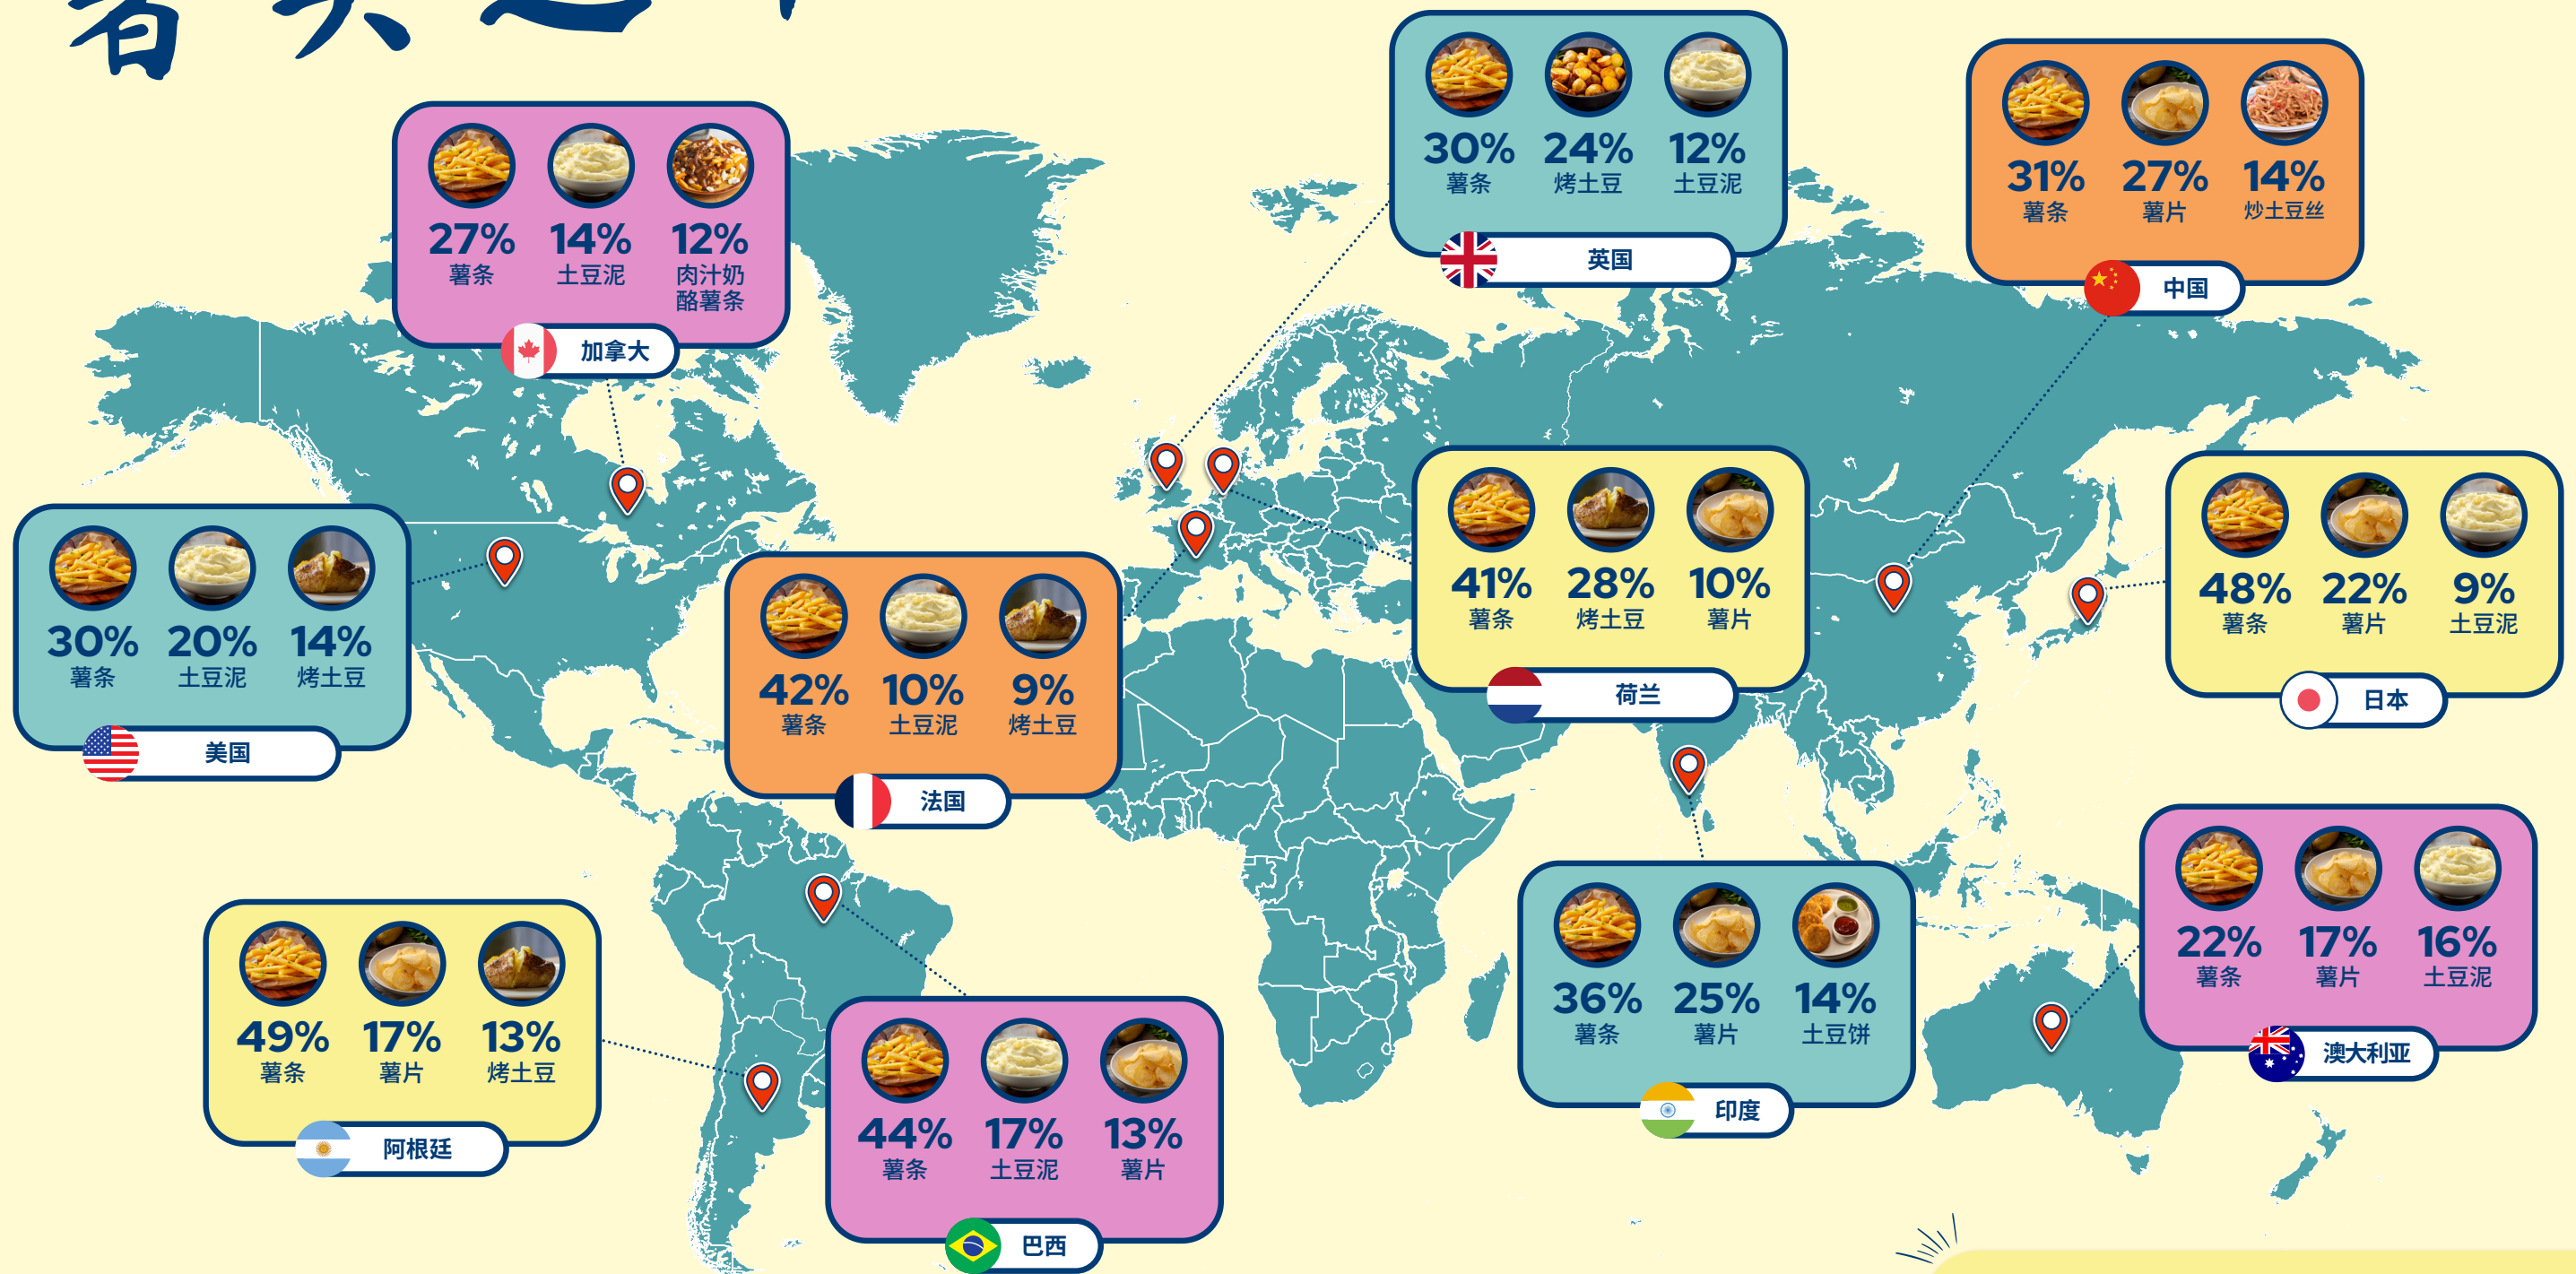 27% 14% 12%
薯条 土豆泥 肉汁奶
酪薯条
加拿大
30% 24% 12%
薯条 烤土豆 土豆泥
英国
31% 27% 14%
薯条 薯片 炒土豆丝
中国
30% 20% 14%
薯条 土豆泥 烤土豆
美国
42% 10% 9%
薯条 土豆泥 烤土豆
法国
41% 28% 10%
薯条 烤土豆 薯片
荷兰
48% 22% 9%
薯条 薯片 土豆泥
日本
49% 17% 13%
薯条 薯片 烤土豆
阿根廷
44% 17% 13%
薯条 土豆泥 薯片
巴西
36% 25% 14%
薯条 薯片 土豆饼
印度
22% 17% 16%
薯条 薯片 土豆泥
澳大利亚